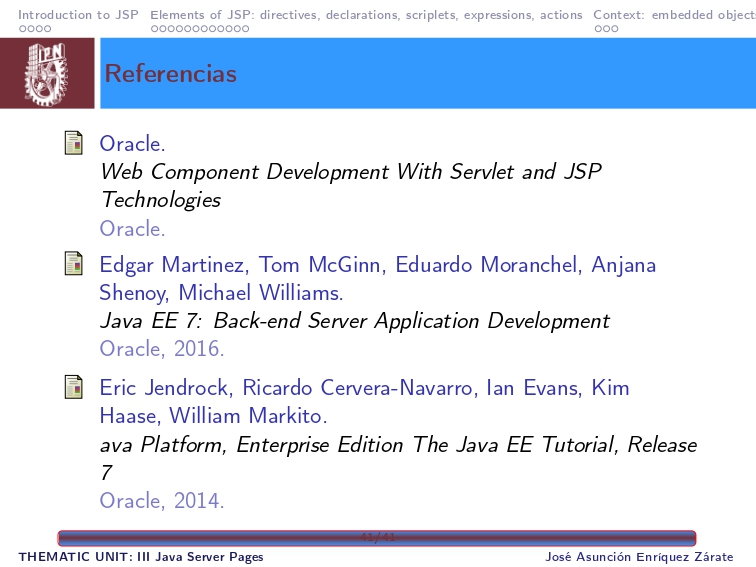 Introduction to JSP Elements of JSP: directives, declarations, scriplets, expressions, actions Context: embedded object
IPN
Referencias
Oracle.
Web Component Development With Servlet and JSP
Technologies
Oracle.
Edgar Martinez, Tom McGinn, Eduardo Moranchel, Anjana
Shenoy, Michael Williams.
Java EE 7: Back-end Server Application Development
Oracle, 2016.
Eric Jendrock, Ricardo Cervera-Navarro, Ian Evans, Kim
Haase, William Markito.
ava Platform, Enterprise Edition The Java EE Tutorial, Release
7
Oracle, 2014.
41/41
THEMATIC UNIT: III Java Server Pages José Asunción Enríquez Zárate